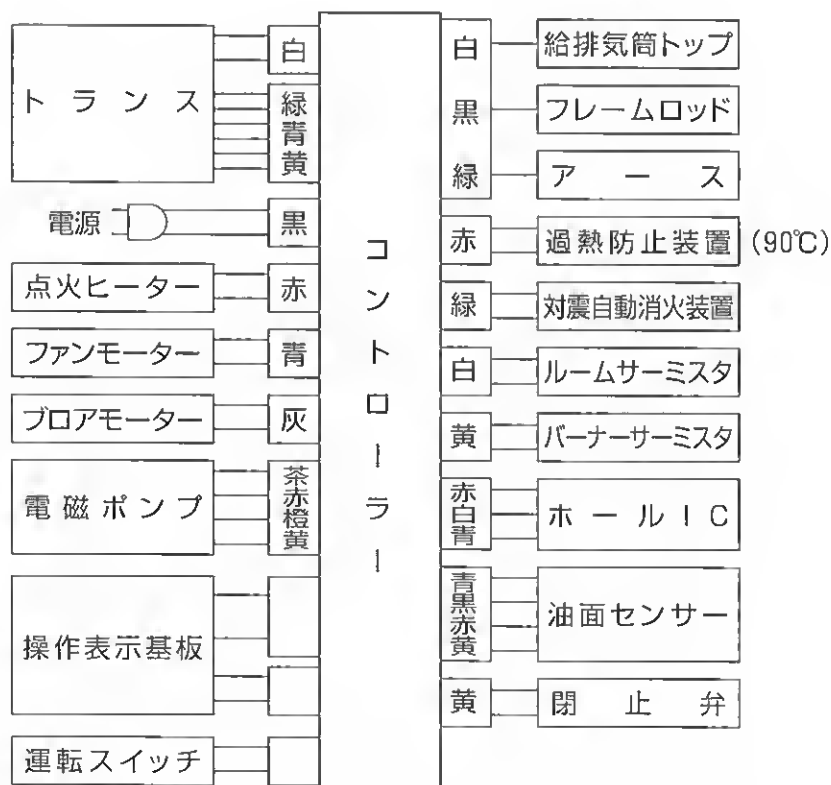 トランス
白
緑
青
黄
電源
黒
点火ヒーター
赤
ファンモーター
青
ブロアモーター
灰
電磁ポンプ
茶
赤
橙
黄
操作表示基板
運転スイッチ
コントローラー
白
給排気筒トップ
黒
フレームロッド
緑
アース
赤
過熱防止装置 (90℃)
緑
対震自動消火装置
白
ルームサーミスタ
黄
バーナーサーミスタ
赤
白
青
ホールIC
青
黒
赤
黄
油面センサー
黄
閉止弁